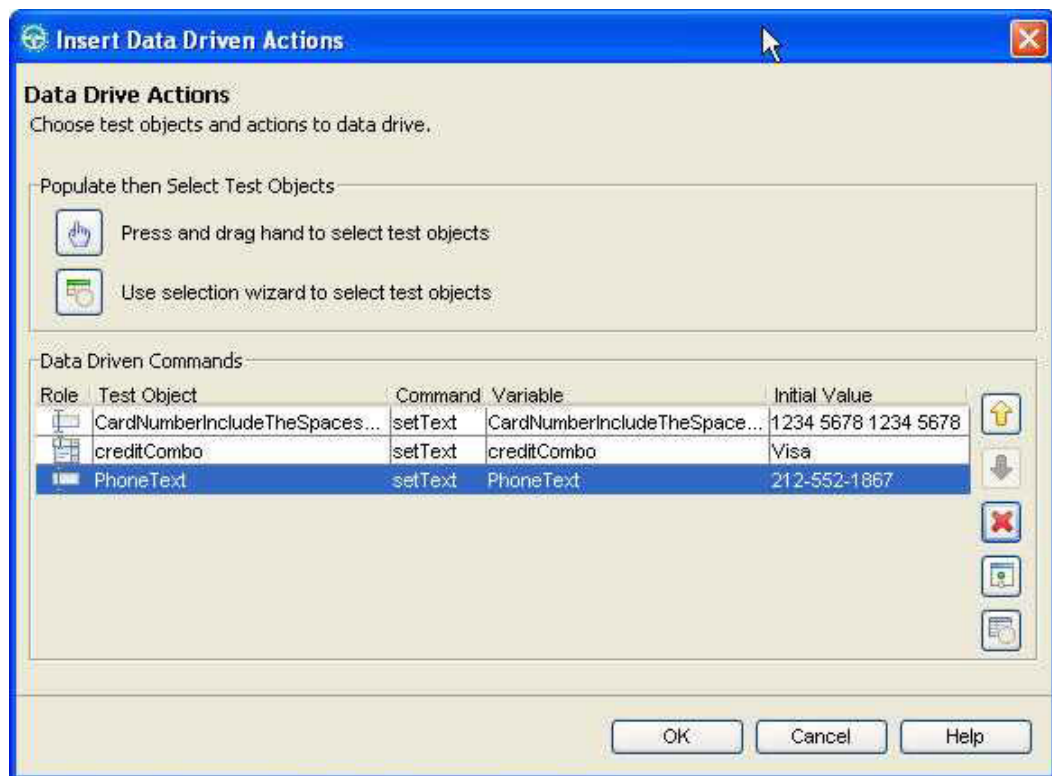 Insert Data Driven Actions
Data Drive Actions
Choose test objects and actions to data drive.
Populate then Select Test Objects
Press and drag hand to select test objects
Use selection wizard to select test objects
Data Driven Commands
Role Test Object Command Variable Initial Value
CardNumberIncludeTheSpaces... setText CardNumberIncludeTheSpace... 1234 5678 1234 5678
creditCombo setText creditCombo Visa
PhoneText setText PhoneText 212-552-1867
OK Cancel Help